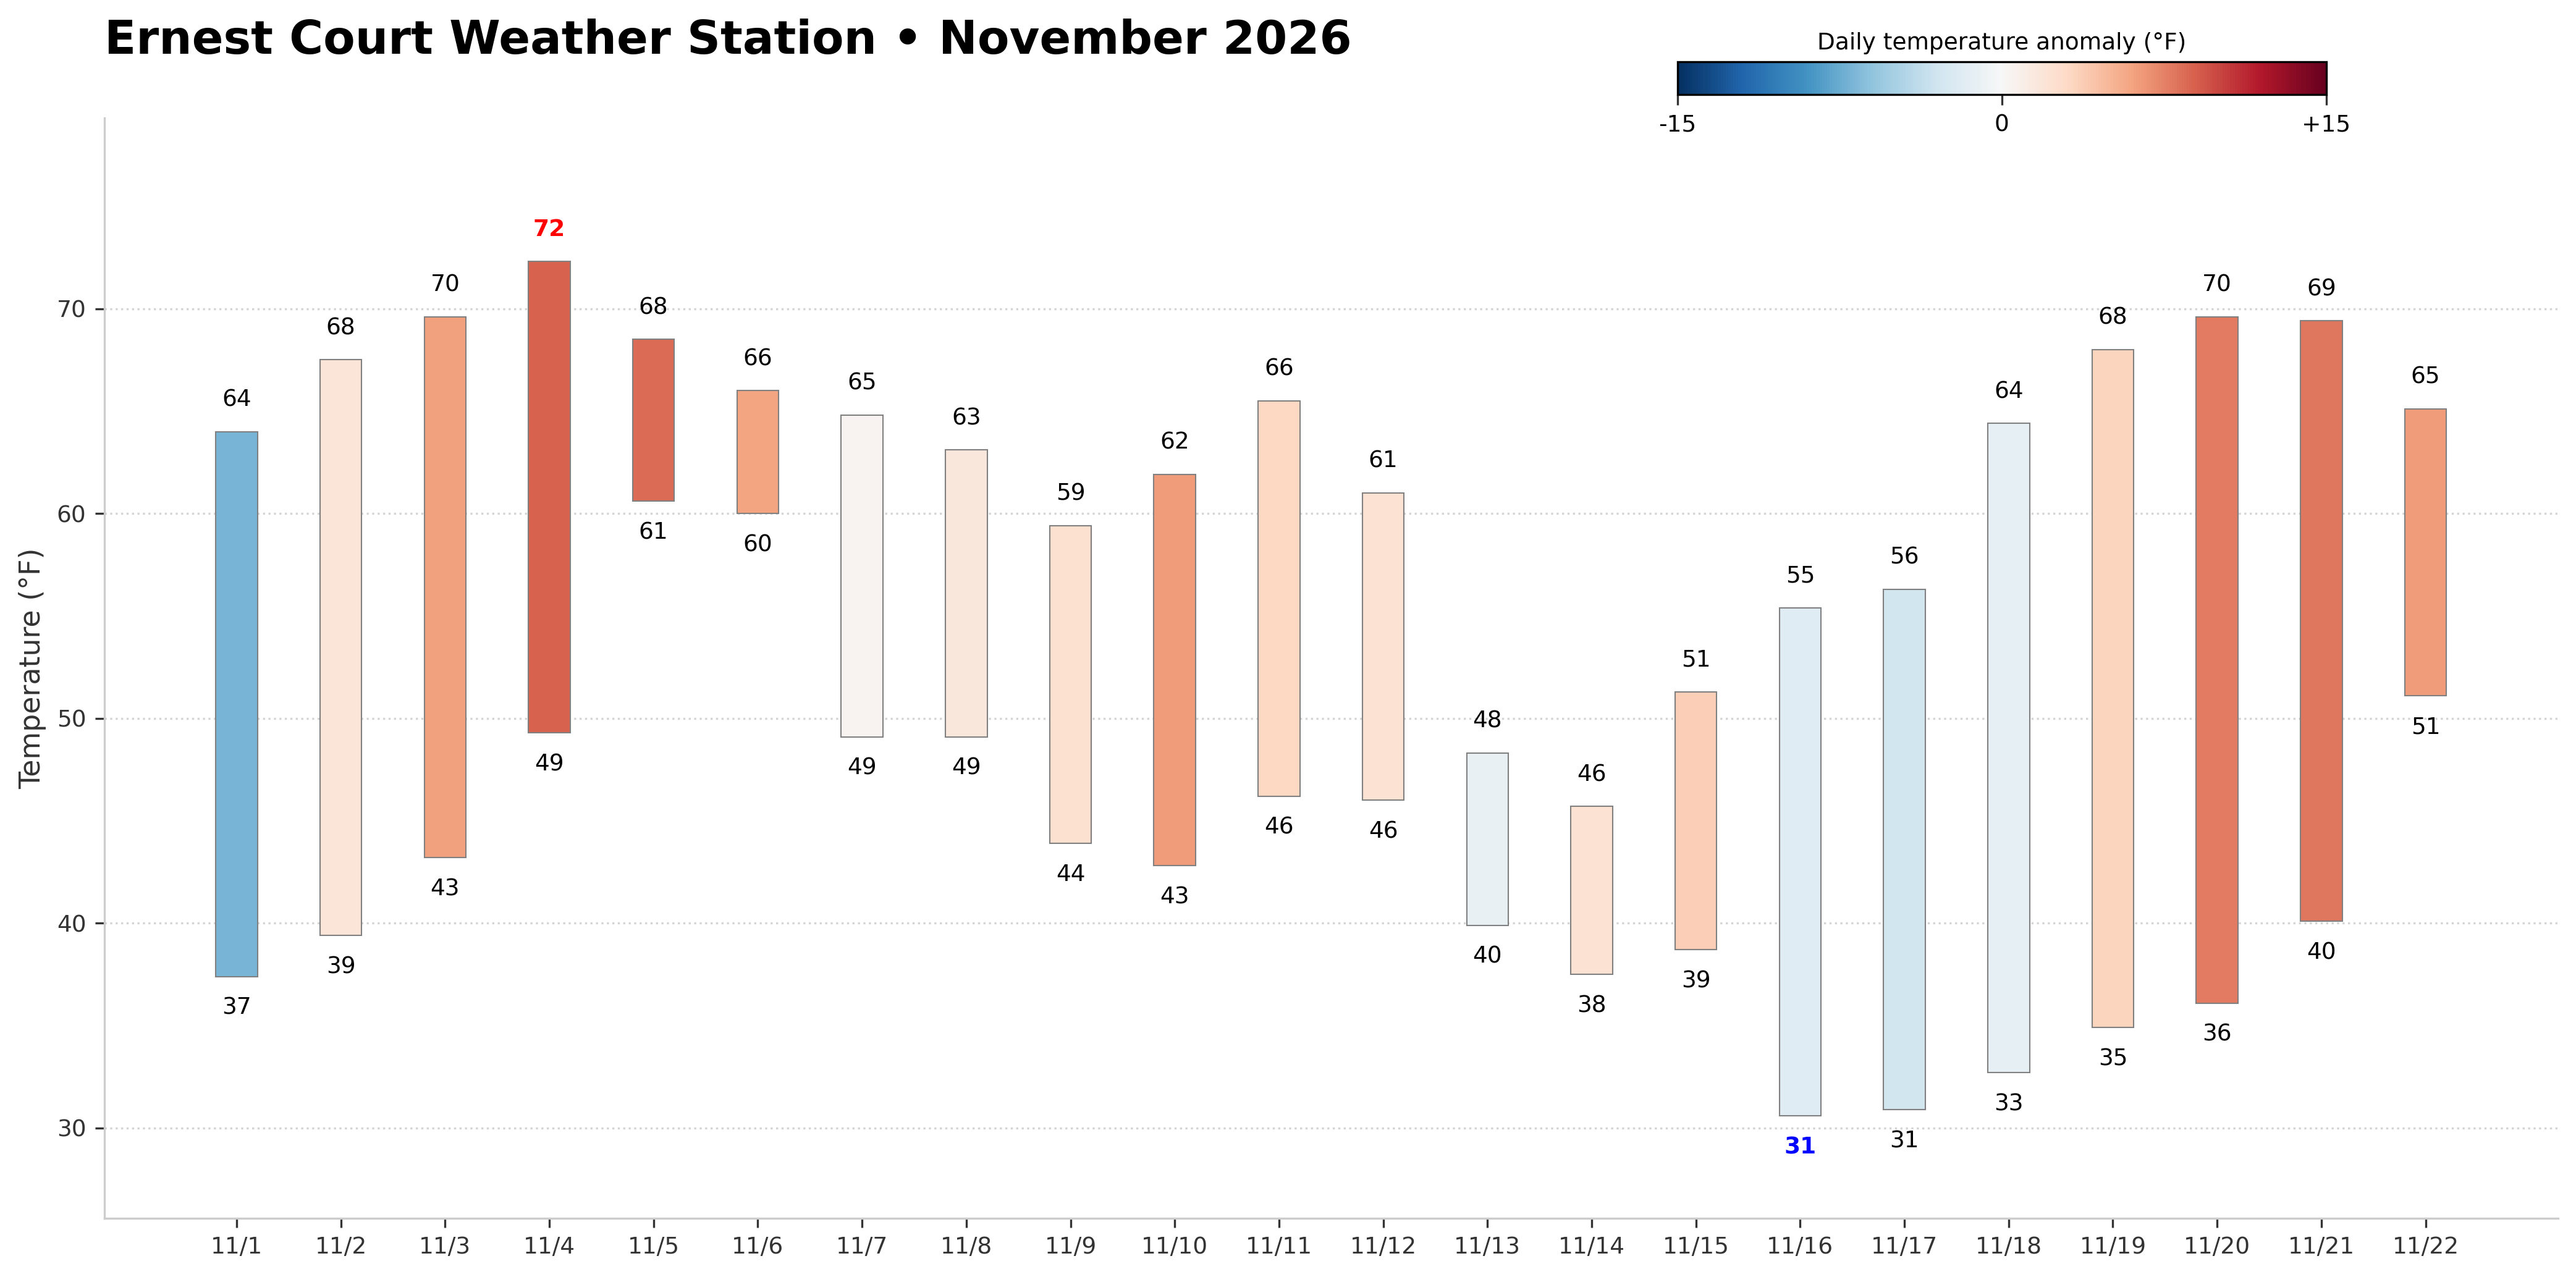 Ernest Court Weather Station • November 2026
Daily temperature anomaly (°F)
-15 0 +15
Temperature (°F)
70
60
50
40
30
64 68 70 72 68 66 65 63 59 62 66 61 48 46 51 55 56 64 68 70 69 65
37 39 43 49 61 60 49 49 44 43 46 46 40 38 39 31 31 33 35 36 40 51
11/1 11/2 11/3 11/4 11/5 11/6 11/7 11/8 11/9 11/10 11/11 11/12 11/13 11/14 11/15 11/16 11/17 11/18 11/19 11/20 11/21 11/22